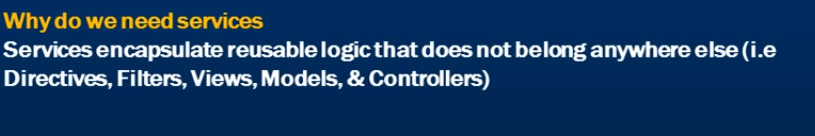 Why do we need services
Services encapsulate reusable logic that does not belong anywhere else (i.e
Directives, Filters, Views, Models, & Controllers)